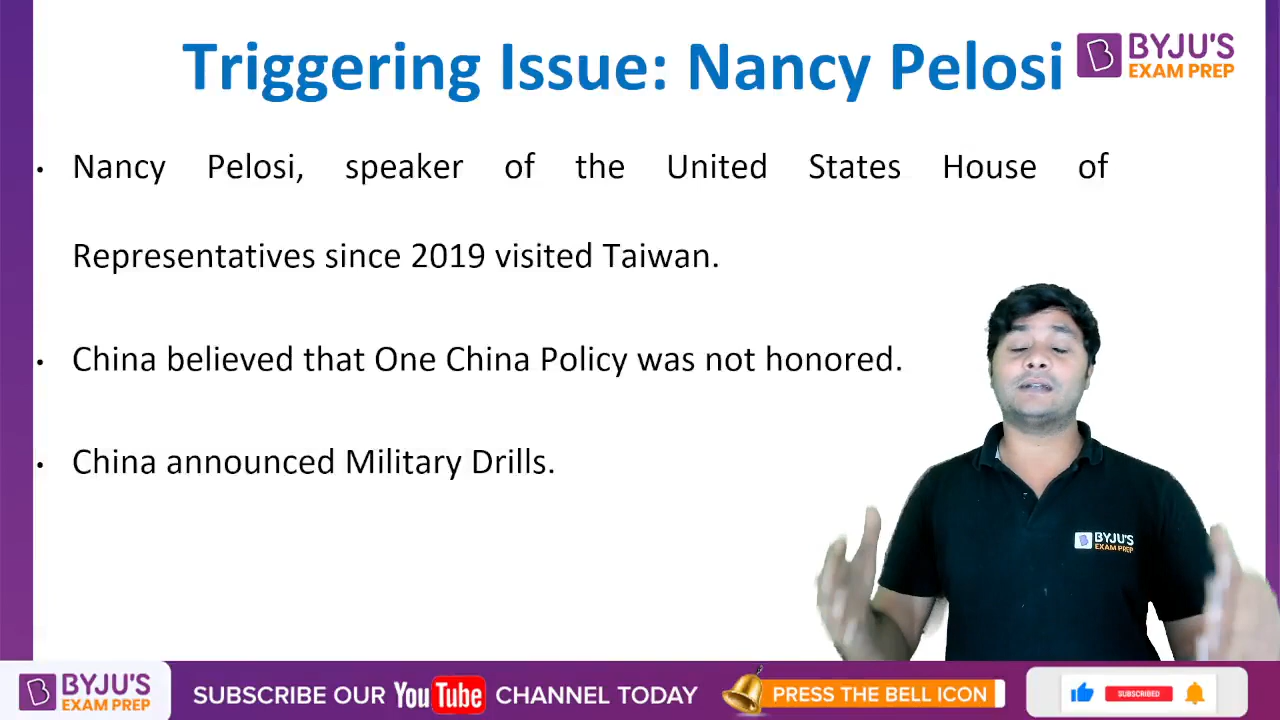 Triggering Issue: Nancy Pelosi
BYJU'S
EXAM PREP
• Nancy Pelosi, speaker of the United States House of
Representatives since 2019 visited Taiwan.
• China believed that One China Policy was not honored.
• China announced Military Drills.
BYJU'S
EXAM PREP
BYJU'S
EXAM PREP
SUBSCRIBE OUR YouTube CHANNEL TODAY
PRESS THE BELL ICON
SUBSCRIBED